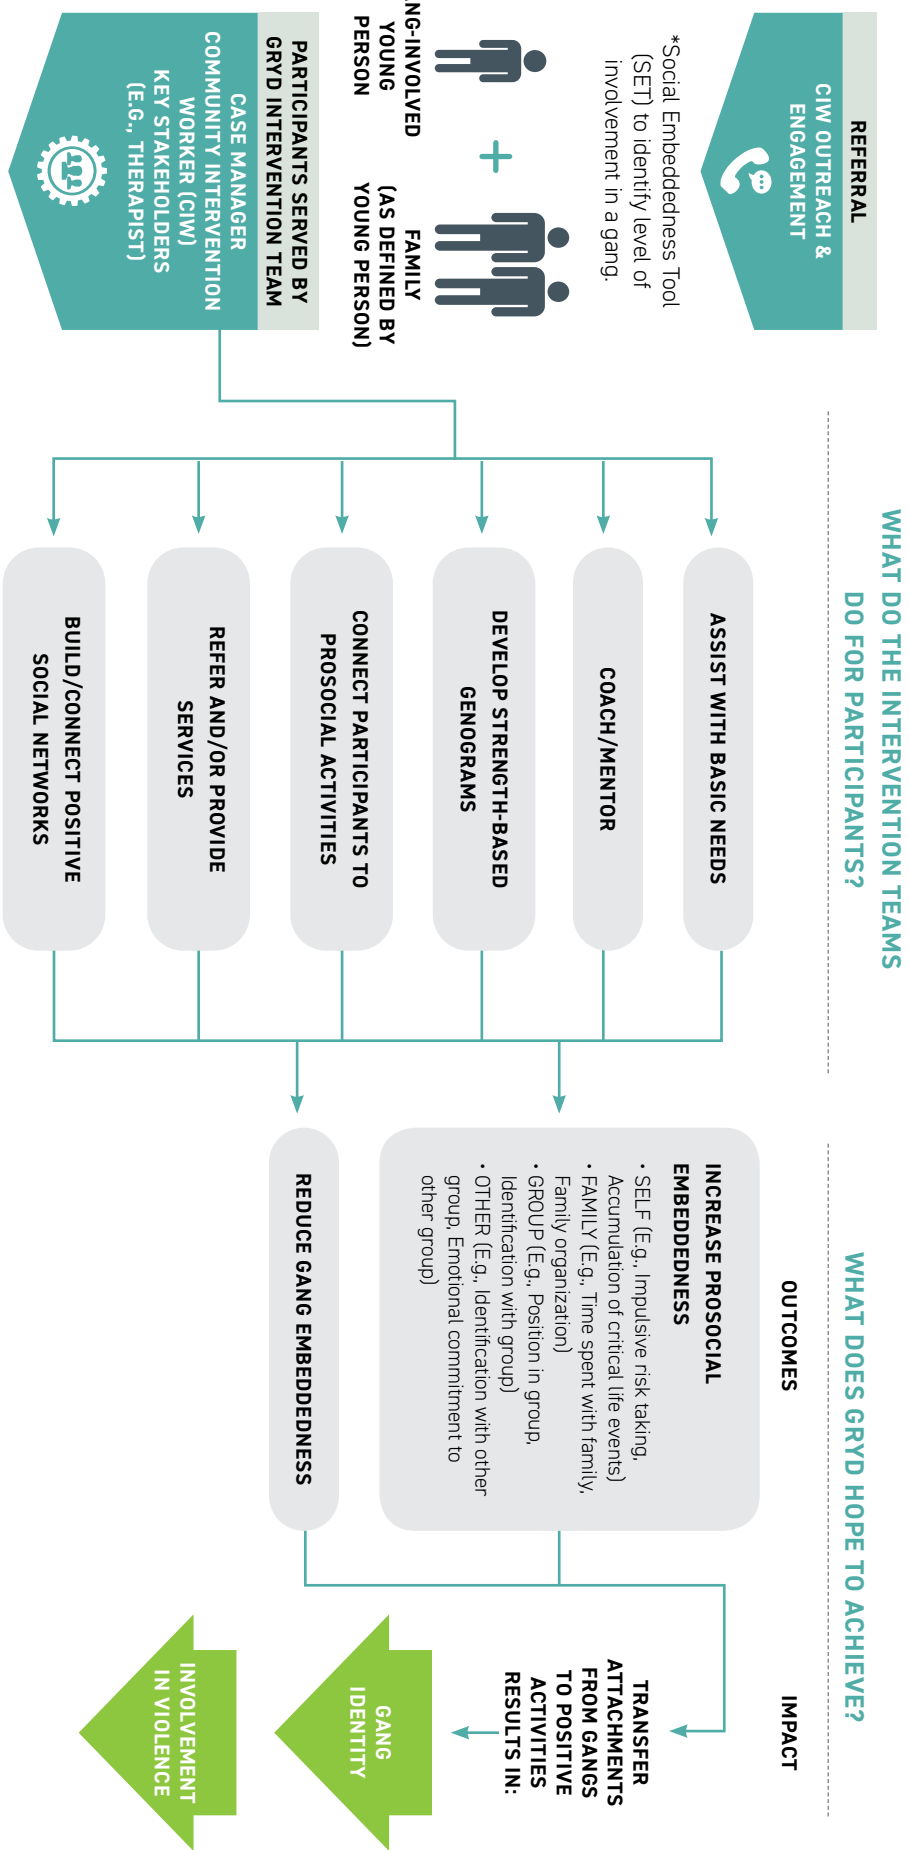 REFERRAL
CIW OUTREACH &
ENGAGEMENT
*Social Embeddedness Tool
(SET) to identify level of
involvement in a gang.
NG-INVOLVED
YOUNG
PERSON
+
FAMILY
(AS DEFINED BY
YOUNG PERSON)
PARTICIPANTS SERVED BY
GRYD INTERVENTION TEAM
CASE MANAGER
COMMUNITY INTERVENTION
WORKER (CIW)
KEY STAKEHOLDERS
(E.G., THERAPIST)
WHAT DO THE INTERVENTION TEAMS
DO FOR PARTICIPANTS?
ASSIST WITH BASIC NEEDS
COACH/MENTOR
DEVELOP STRENGTH-BASED
GENOGRAMS
CONNECT PARTICIPANTS TO
PROSOCIAL ACTIVITIES
REFER AND/OR PROVIDE
SERVICES
BUILD/CONNECT POSITIVE
SOCIAL NETWORKS
WHAT DOES GRYD HOPE TO ACHIEVE?
OUTCOMES
INCREASE PROSOCIAL
EMBEDDEDNESS
• SELF (E.g., Impulsive risk taking,
Accumulation of critical life events)
• FAMILY (E.g., Time spent with family,
Family organization)
• GROUP (E.g., Position in group,
Identification with group)
• OTHER (E.g., Identification with other
group, Emotional commitment to
other group)
REDUCE GANG EMBEDDEDNESS
IMPACT
TRANSFER
ATTACHMENTS
FROM GANGS
TO POSITIVE
ACTIVITIES
RESULTS IN:
GANG
IDENTITY
INVOLVEMENT
IN VIOLENCE